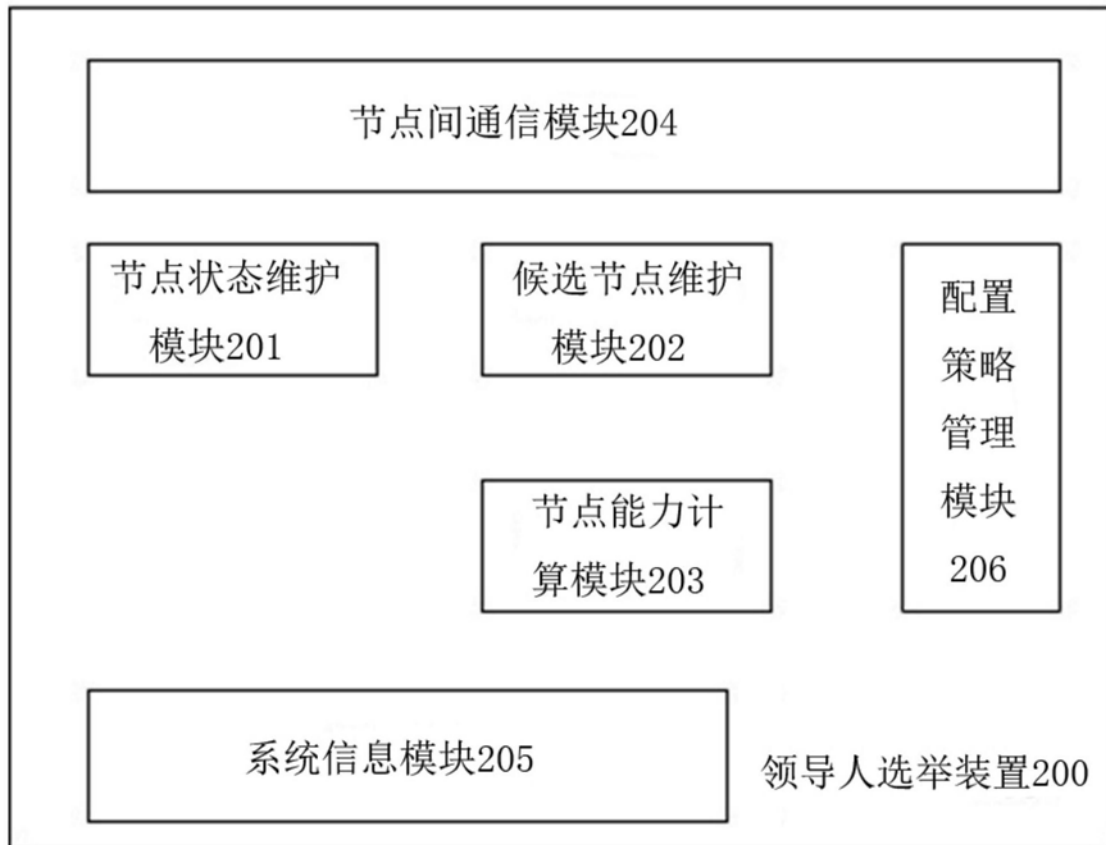 节点间通信模块204
节点状态维护
模块201
候选节点维护
模块202
配置
策略
管理
模块
206
节点能力计
算模块203
系统信息模块205
领导人选举装置200